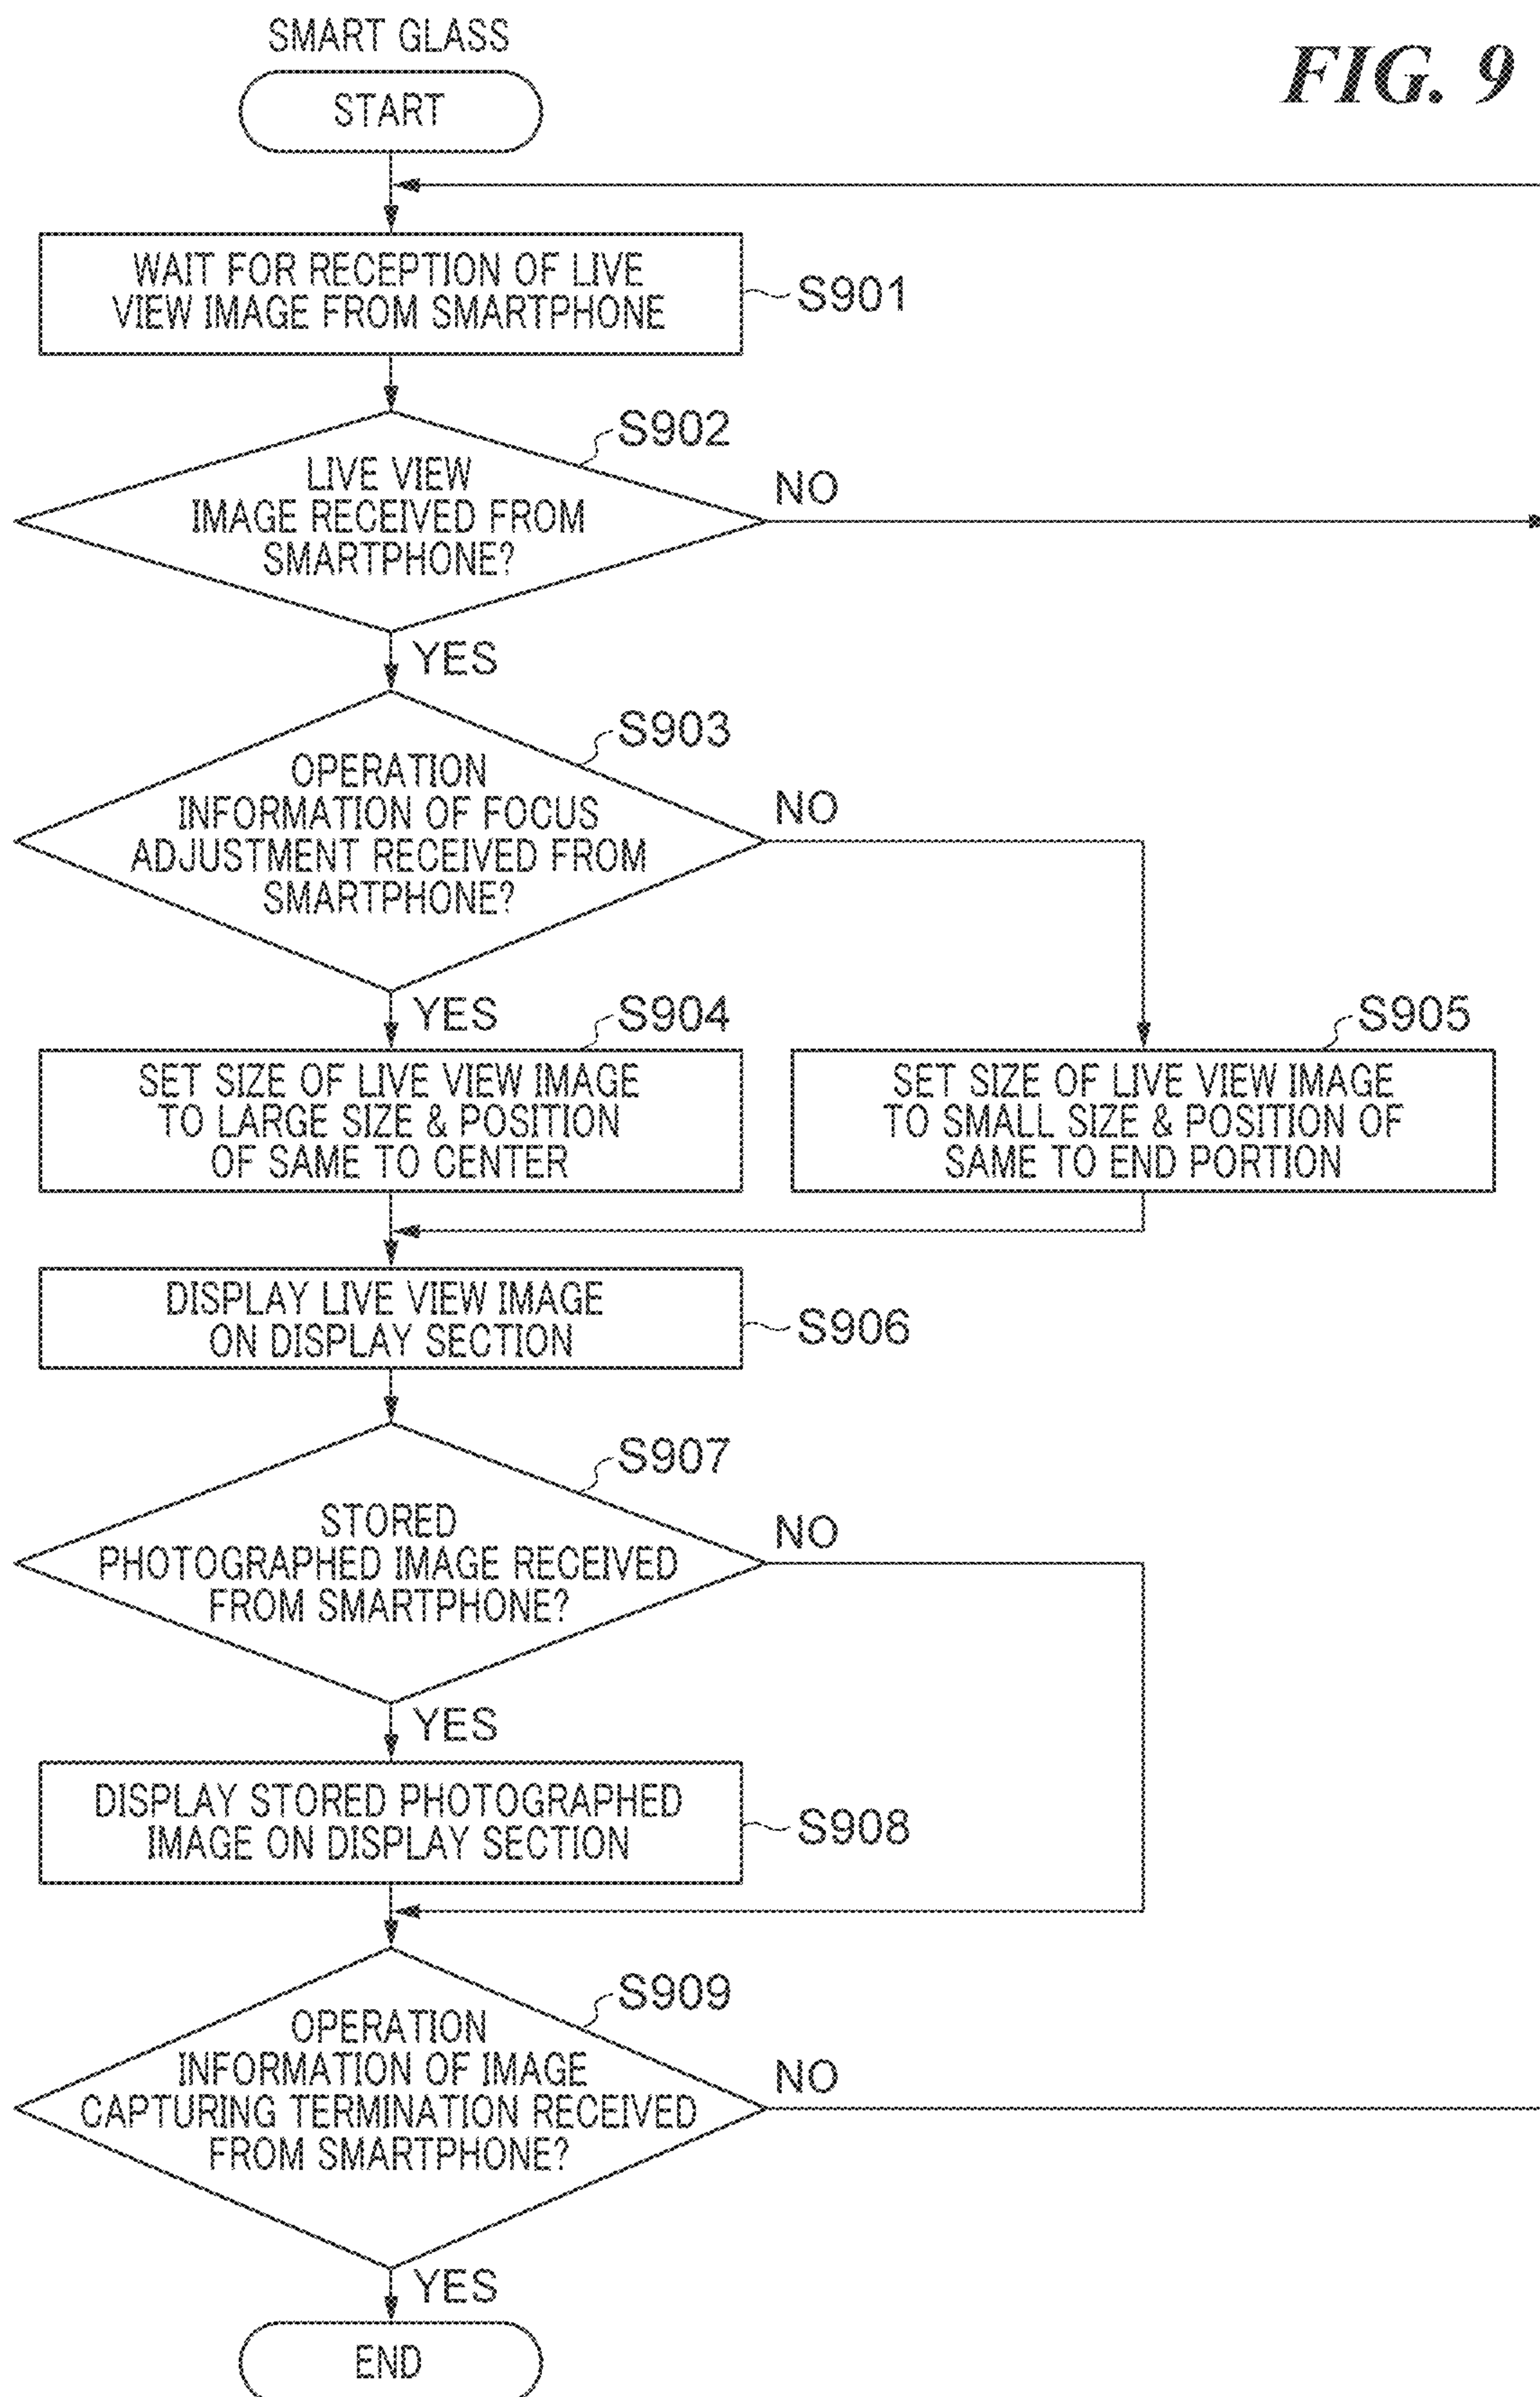 SMART GLASS
FIG. 9
START
WAIT FOR RECEPTION OF LIVE
VIEW IMAGE FROM SMARTPHONE
S901
S902
LIVE VIEW
IMAGE RECEIVED FROM
SMARTPHONE?
NO
YES
S903
OPERATION
INFORMATION OF FOCUS
ADJUSTMENT RECEIVED FROM
SMARTPHONE?
NO
YES
S904
SET SIZE OF LIVE VIEW IMAGE
TO LARGE SIZE & POSITION
OF SAME TO CENTER
S905
SET SIZE OF LIVE VIEW IMAGE
TO SMALL SIZE & POSITION OF
SAME TO END PORTION
DISPLAY LIVE VIEW IMAGE
ON DISPLAY SECTION
S906
S907
STORED
PHOTOGRAPHED IMAGE RECEIVED
FROM SMARTPHONE?
NO
YES
DISPLAY STORED PHOTOGRAPHED
IMAGE ON DISPLAY SECTION
S908
S909
OPERATION
INFORMATION OF IMAGE
CAPTURING TERMINATION RECEIVED
FROM SMARTPHONE?
NO
YES
END